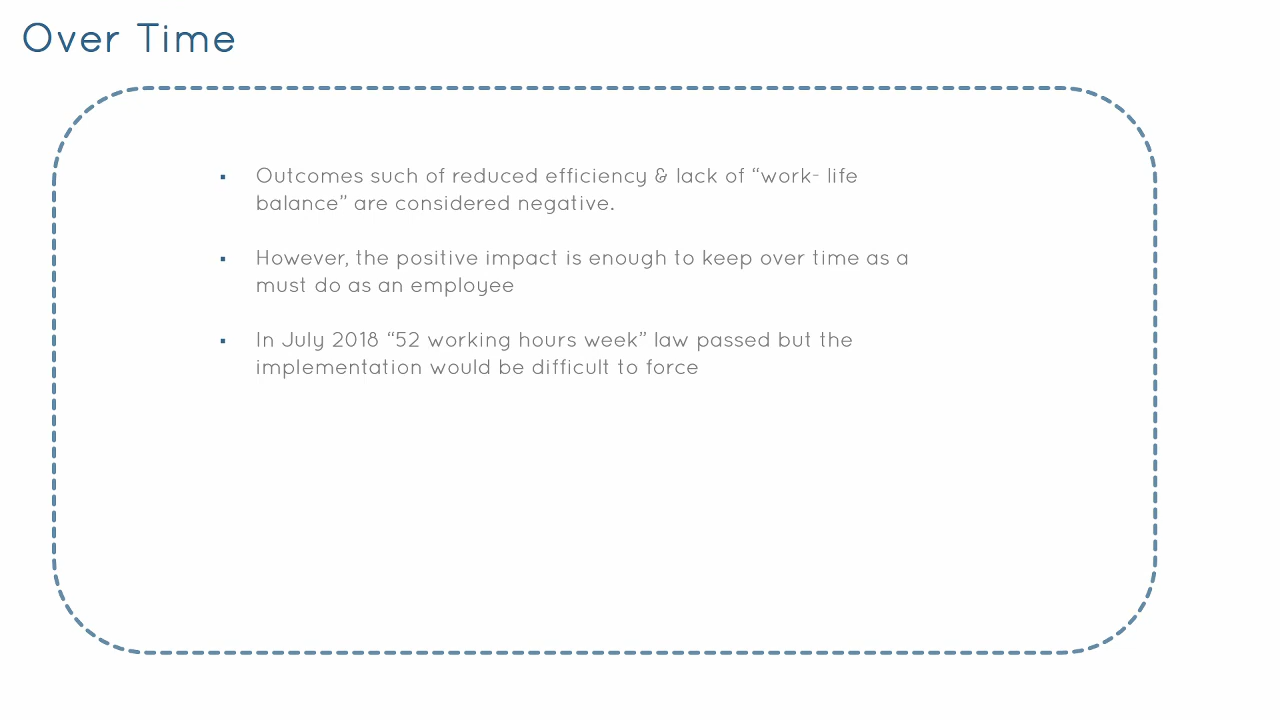 Over Time
▪ Outcomes such of reduced efficiency & lack of “work- life
balance” are considered negative.
▪ However, the positive impact is enough to keep over time as a
must do as an employee
▪ In July 2018 “52 working hours week” law passed but the
implementation would be difficult to force